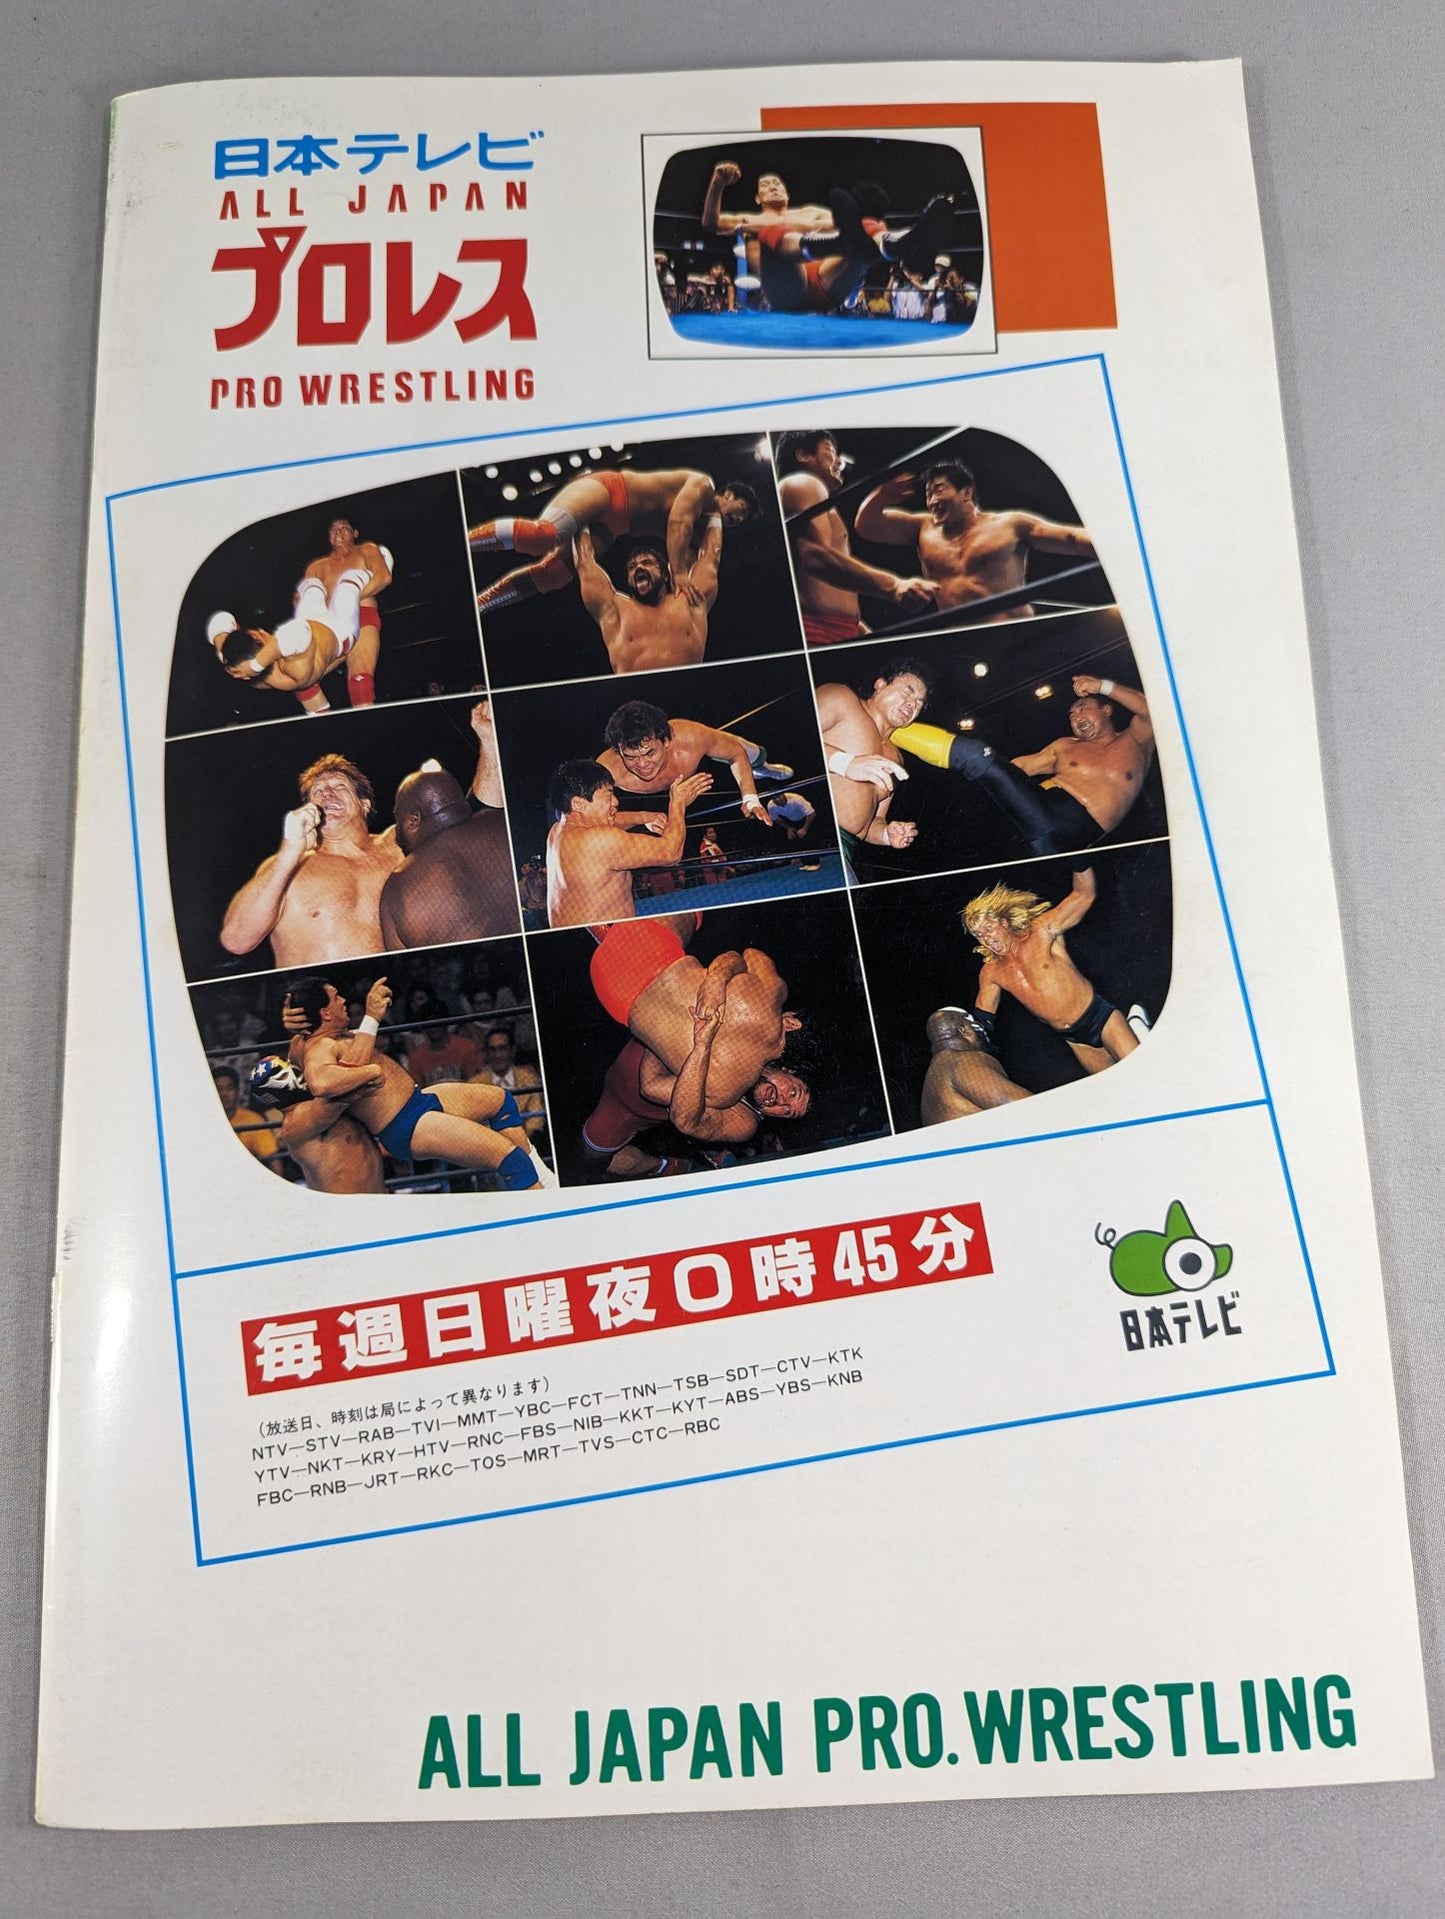 日本テレビ
ALL JAPAN
プロレス
PRO WRESTLING
毎週日曜夜0時45分
(放送日、時刻は局によって異なります)
NTV—STV—RAB—TVI—MMT—YBC—FCT—TNN—TSB—SDT—CTV—KTK
YTV—NKT—KRY—HTV—RNC—FBS—NIB—KKT—KYT—ABS—YBS—KNB
FBC—RNB—JRT—RKC—TOS—MRT—TVS—CTC—RBC
日本テレビ
ALL JAPAN PRO.WRESTLING